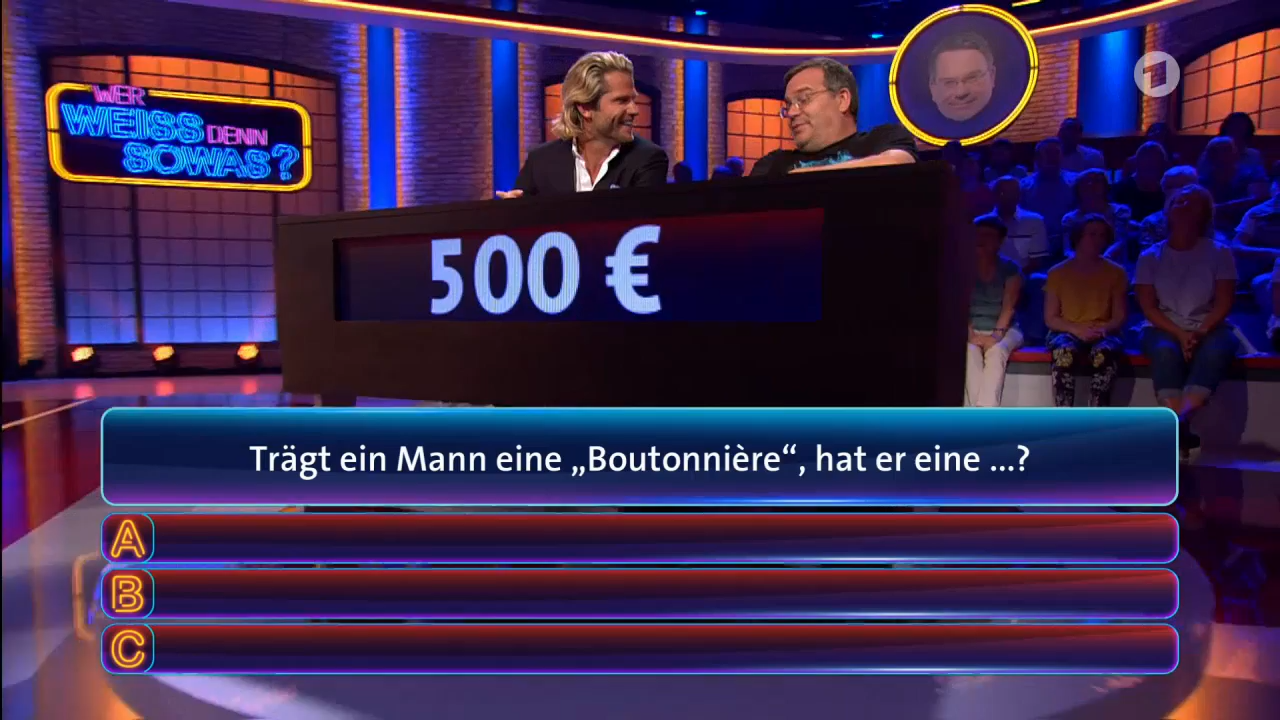 WER
WEISS DENN
SOWAS?
1
500 €
Trägt ein Mann eine „Boutonnière“, hat er eine ...?
A
B
C